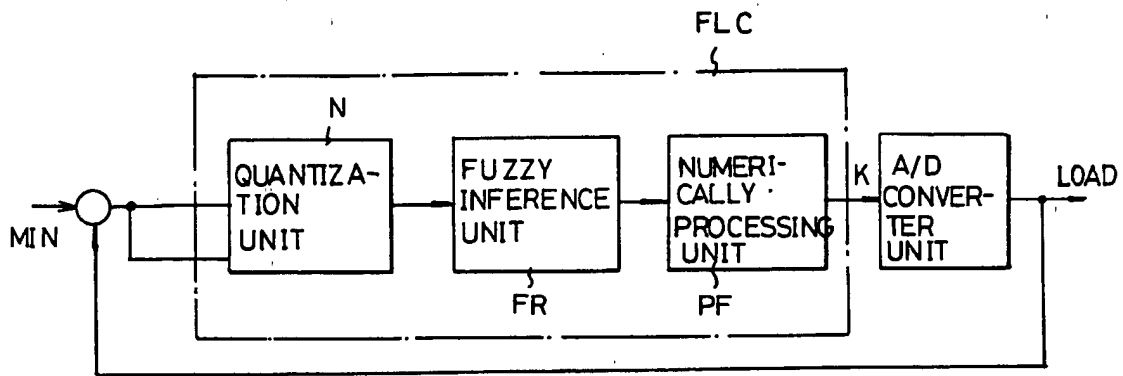 FLC
N
QUANTIZA-
TION
UNIT
FUZZY
INFERENCE
UNIT
NUMERI-
CALLY
PROCESSING
UNIT
K
A/D
CONVER-
TER
UNIT
LOAD
MIN
FR
PF